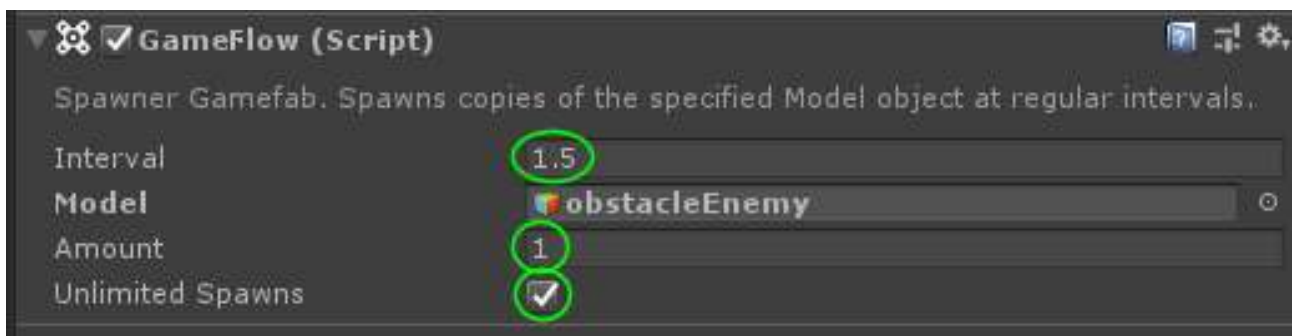 GameFlow (Script)
Spawner Gamefab. Spawns copies of the specified Model object at regular intervals.
Interval 1.5
Model obstacleEnemy
Amount 1
Unlimited Spawns